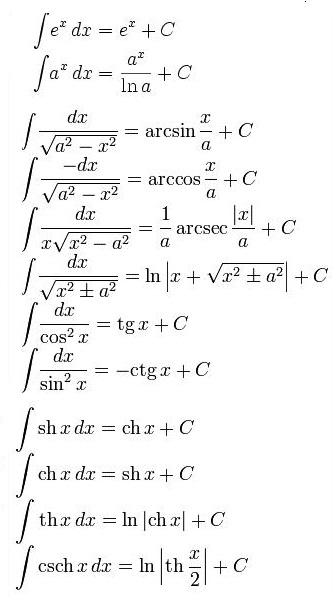 ∫ e^x dx = e^x + C
∫ a^x dx = a^x / ln a + C
∫ dx / √(a² − x²) = arcsin x/a + C
∫ −dx / √(a² − x²) = arccos x/a + C
∫ dx / (x√(x² − a²)) = 1/a arcsec |x|/a + C
∫ dx / √(x² ± a²) = ln |x + √(x² ± a²)| + C
∫ dx / cos² x = tg x + C
∫ dx / sin² x = −ctg x + C
∫ sh x dx = ch x + C
∫ ch x dx = sh x + C
∫ th x dx = ln |ch x| + C
∫ csch x dx = ln |th x/2| + C